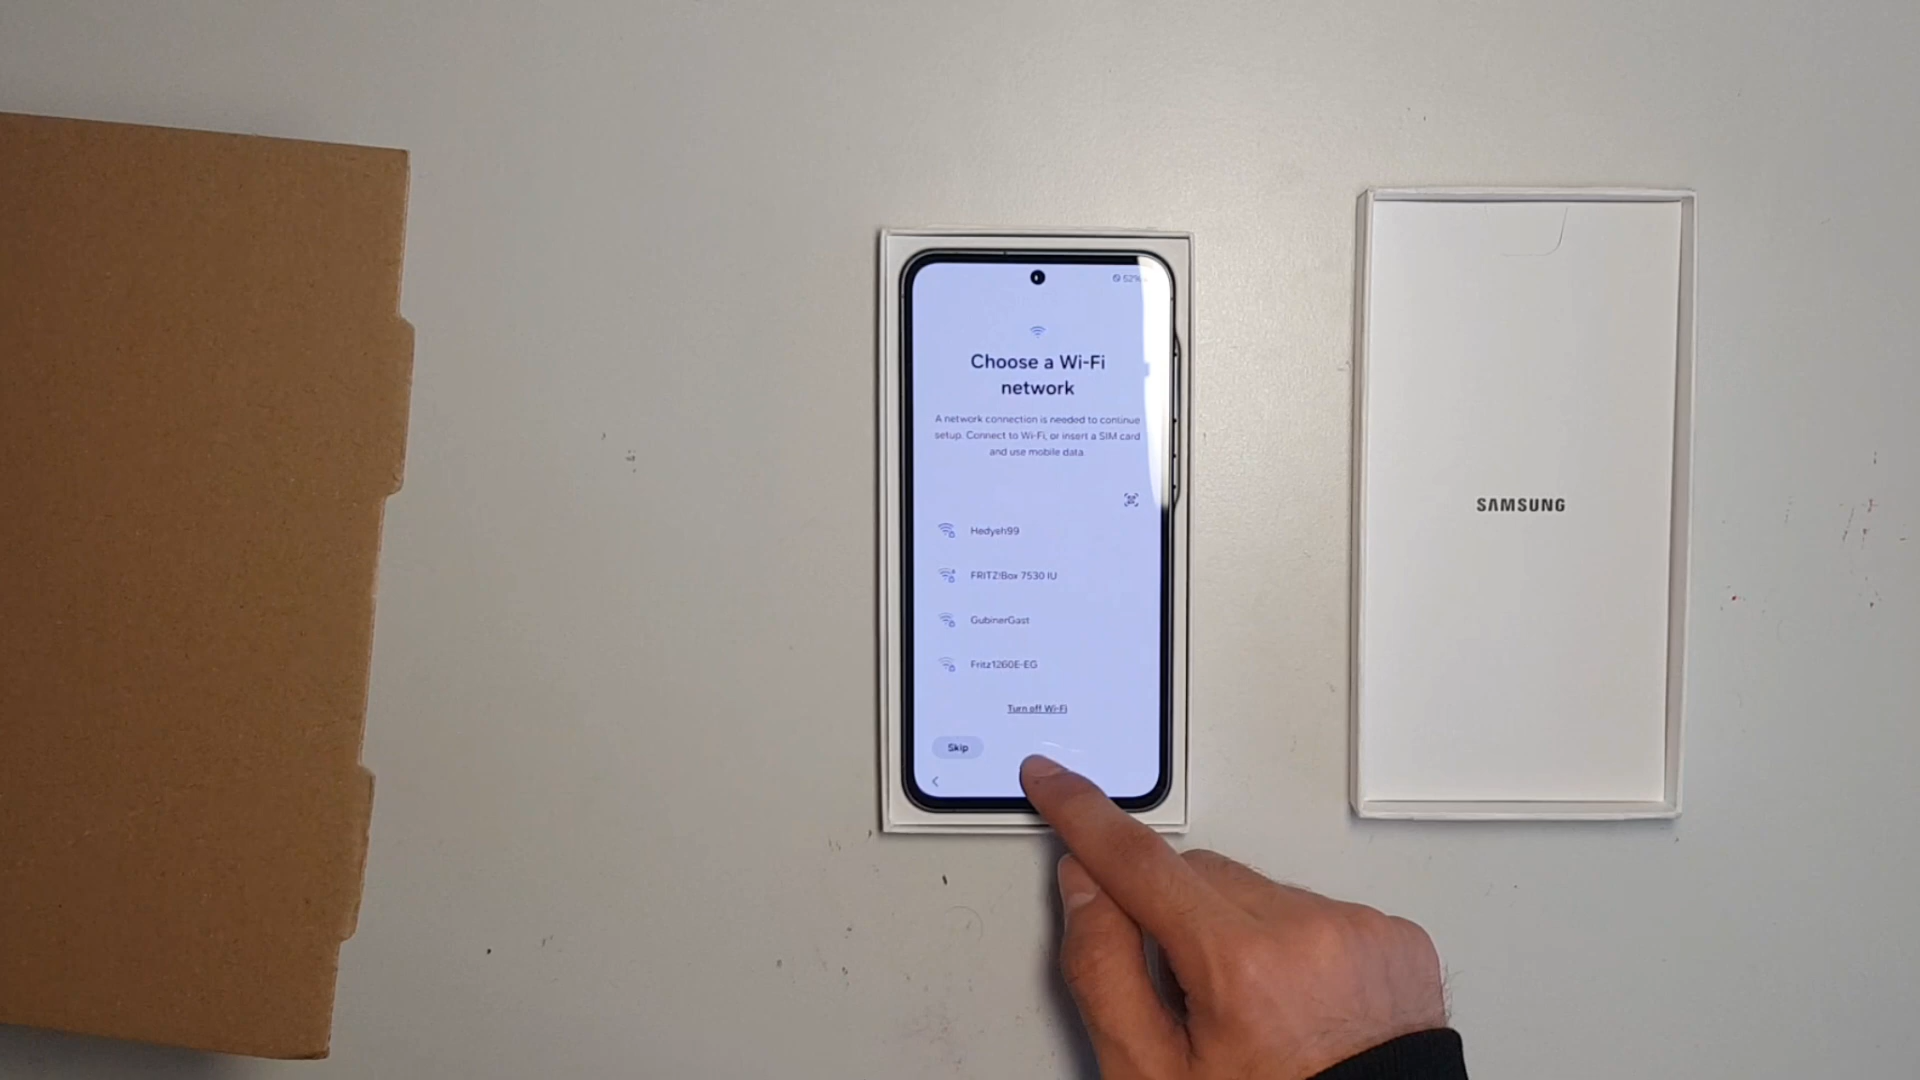 52%
Choose a Wi-Fi
network
A network connection is needed to continue
setup. Connect to Wi-Fi, or insert a SIM card
and use mobile data.
Hedyeh99
FRITZ!Box 7530 IU
GubinerGast
Fritz1260E-EG
Turn off Wi-Fi
Skip
SAMSUNG